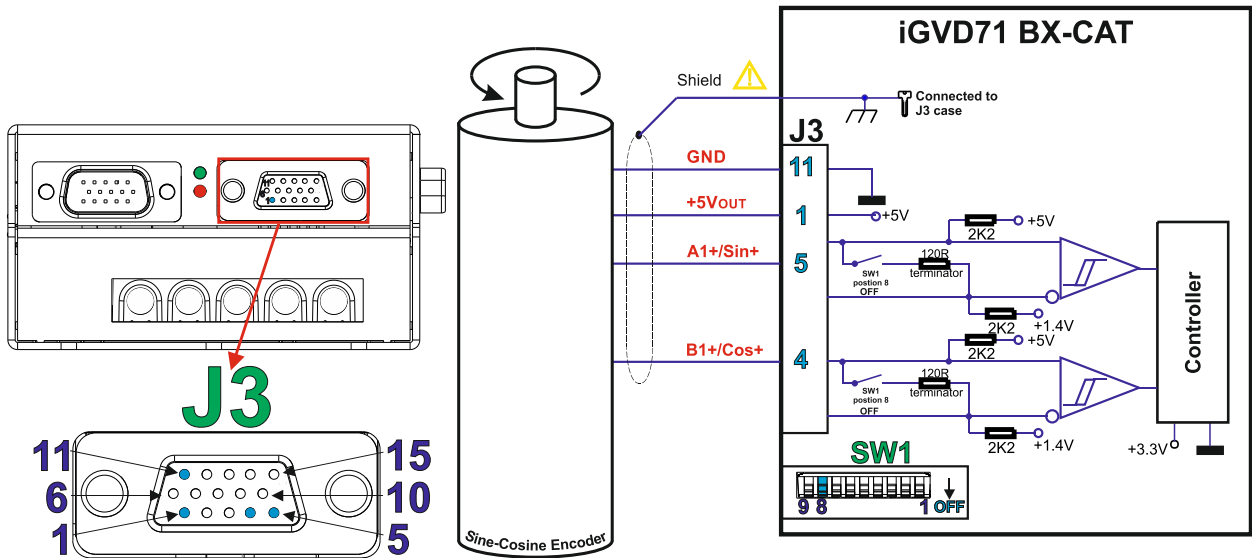 iGVD71 BX-CAT
Shield
Connected to
J3 case
J3
GND
11
+5VOUT
1
+5V
A1+/Sin+
5
+5V
2K2
120R
terminator
SW1
postion 8
OFF
2K2
+1.4V
B1+/Cos+
4
+5V
2K2
120R
terminator
SW1
postion 8
OFF
2K2
+1.4V
Controller
+3.3V
SW1
9 8 1 OFF
Sine-Cosine Encoder
J3
11 15
6 10
1 5